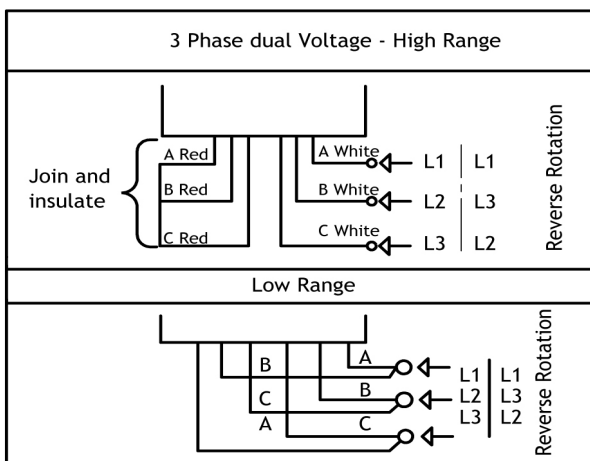 3 Phase dual Voltage - High Range
A Red
A White
L1
L1
Join and
insulate
B Red
B White
L2
L3
C Red
C White
L3
L2
Reverse Rotation
Low Range
B
A
L1
L1
C
B
L2
L3
A
C
L3
L2
Reverse Rotation